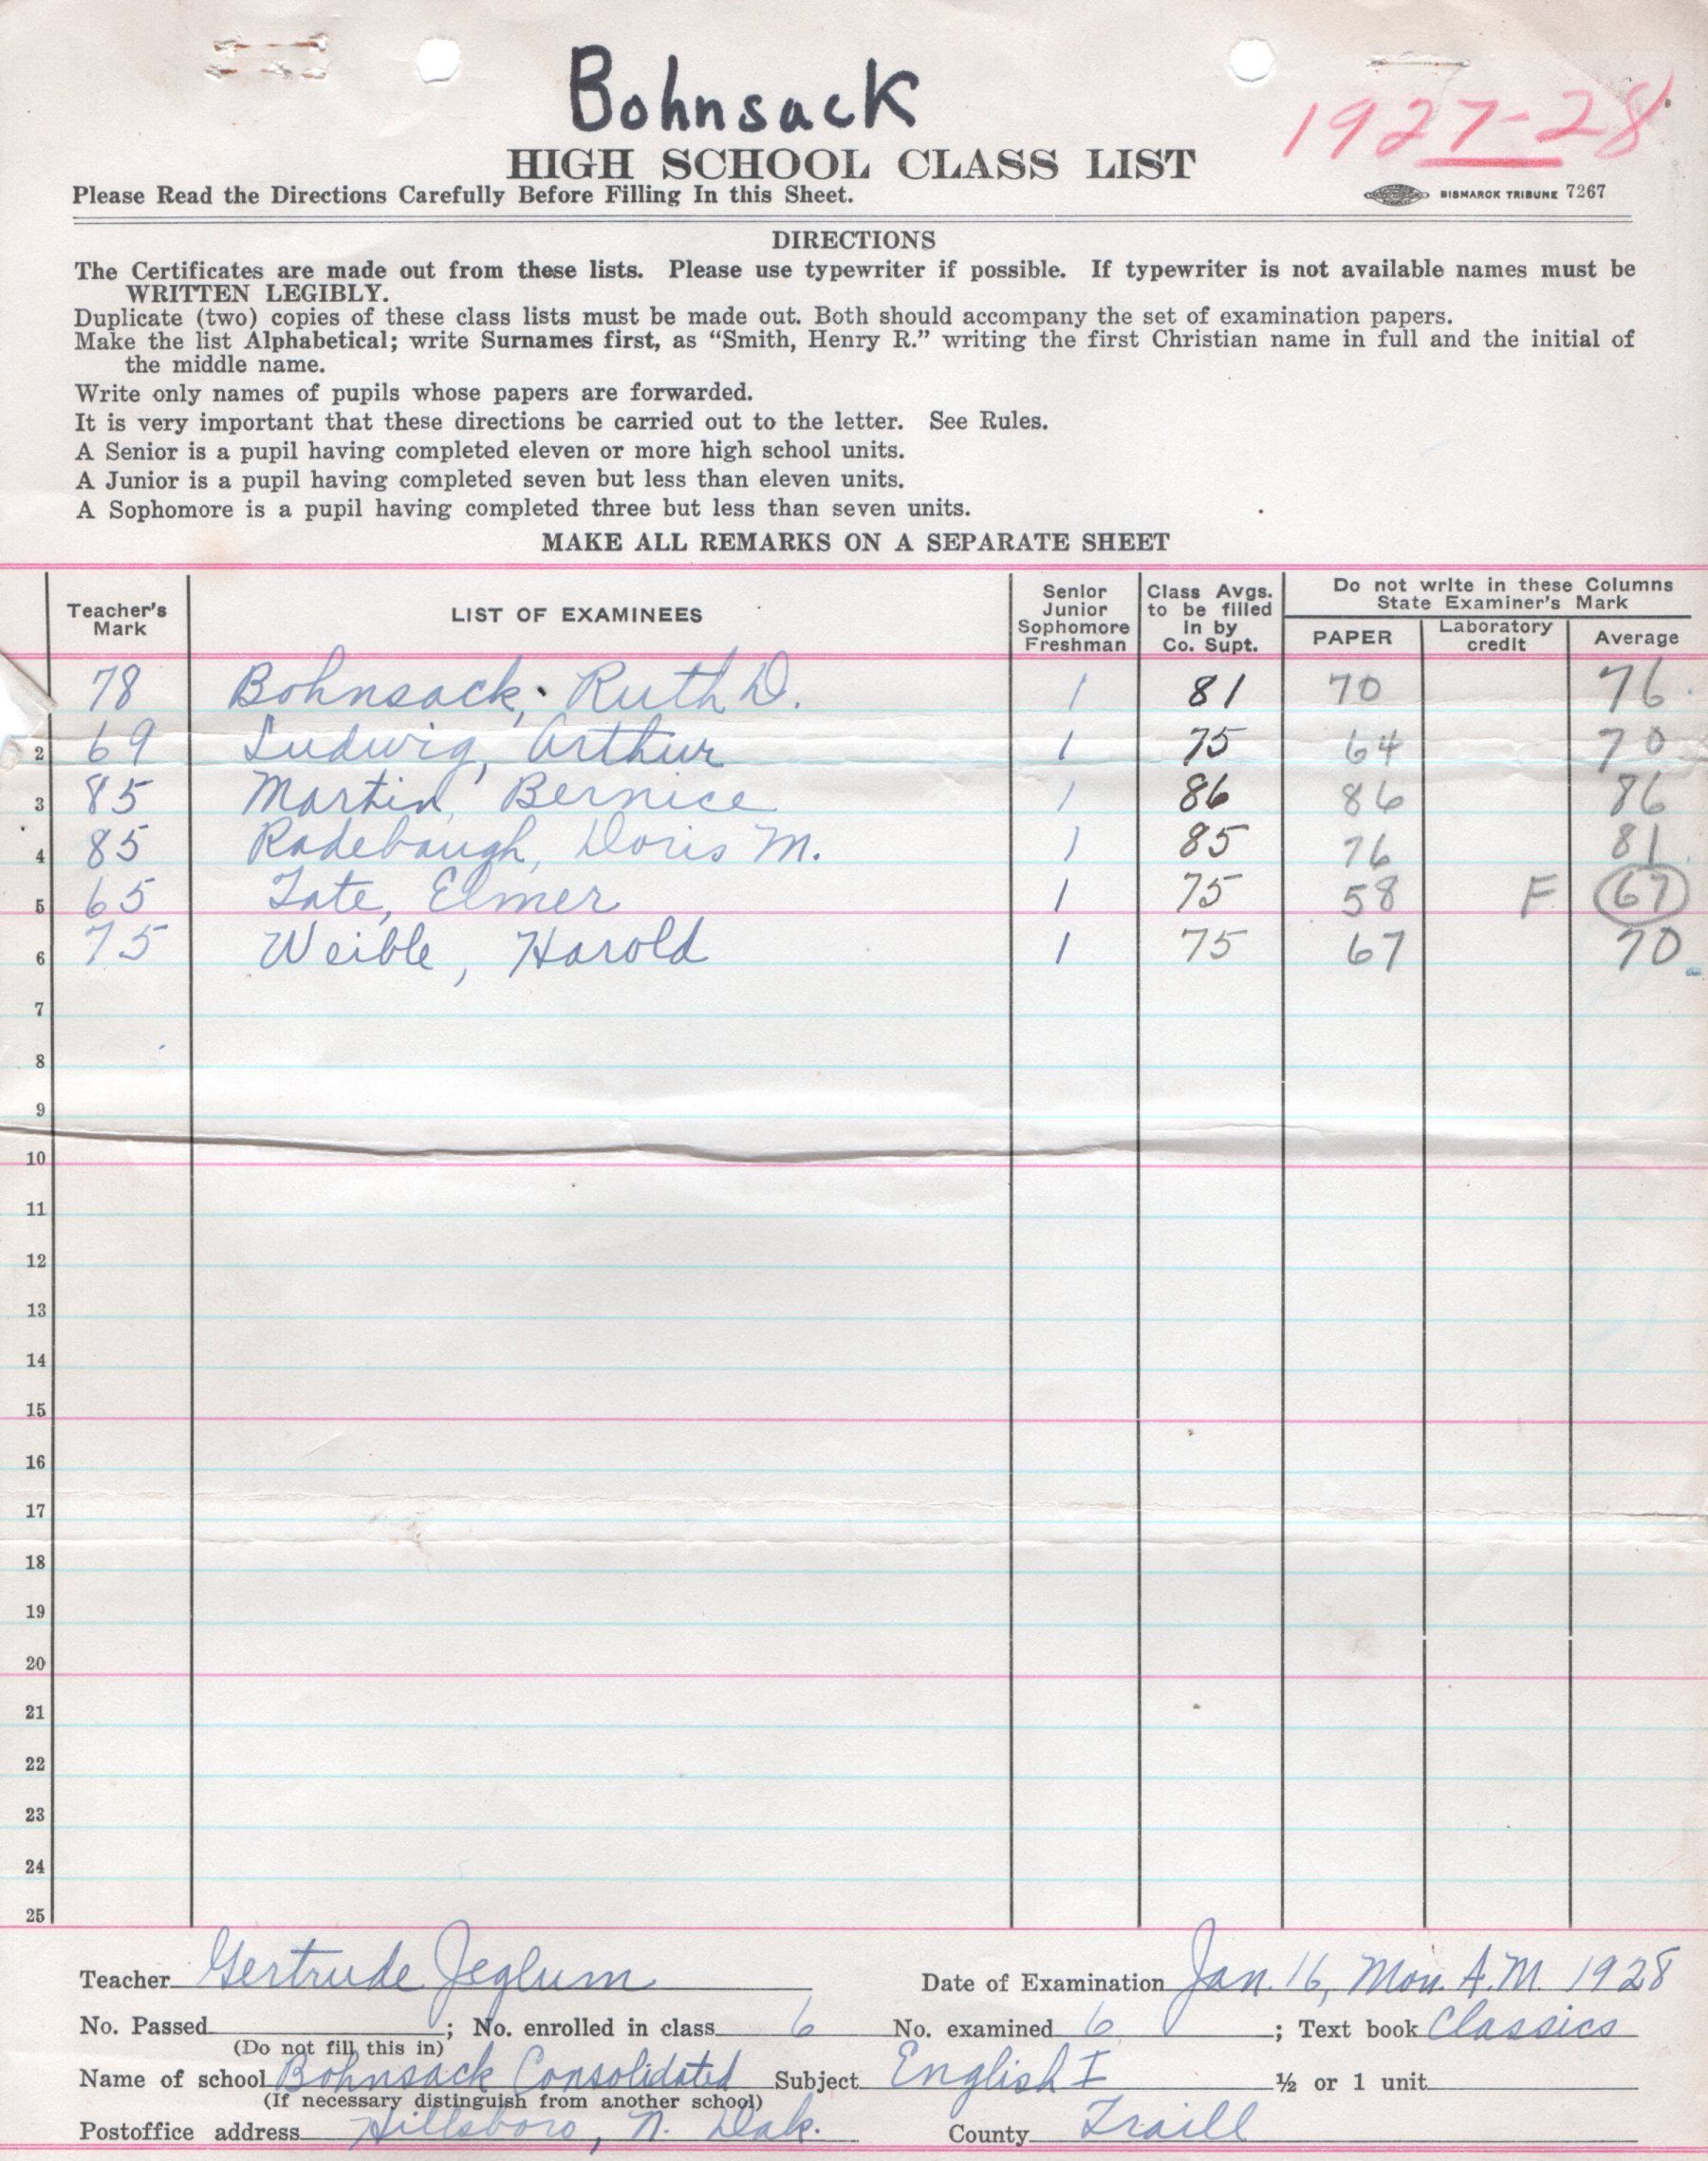 Bohnsack
1927-28
HIGH SCHOOL CLASS LIST
Please Read the Directions Carefully Before Filling In this Sheet.
BISMARCK TRIBUNE 7267
DIRECTIONS
The Certificates are made out from these lists. Please use typewriter if possible. If typewriter is not available names must be
WRITTEN LEGIBLY.
Duplicate (two) copies of these class lists must be made out. Both should accompany the set of examination papers.
Make the list Alphabetical; write Surnames first, as "Smith, Henry R." writing the first Christian name in full and the initial of
the middle name.
Write only names of pupils whose papers are forwarded.
It is very important that these directions be carried out to the letter. See Rules.
A Senior is a pupil having completed eleven or more high school units.
A Junior is a pupil having completed seven but less than eleven units.
A Sophomore is a pupil having completed three but less than seven units.
MAKE ALL REMARKS ON A SEPARATE SHEET
Teacher's
Mark
LIST OF EXAMINEES
Senior
Junior
Sophomore
Freshman
Class Avgs.
to be filled
in by
Co. Supt.
Do not write in these Columns
State Examiner's Mark
PAPER
Laboratory
credit
Average
78 Bohnsack, Ruth D. 1 81 70 76
2 69 Ludwig, Arthur 1 75 64 70
3 85 Martin, Bernice 1 86 86 86
4 85 Radebaugh, Doris M. 1 85 76 81
5 65 Tate, Elmer 1 75 58 F 67
6 75 Weible, Harold 1 75 67 70
7
8
9
10
11
12
13
14
15
16
17
18
19
20
21
22
23
24
25
Teacher Gertrude Jeglum Date of Examination Jan. 16, Mon. A.M. 1928
No. Passed ; No. enrolled in class 6 No. examined 6 ; Text book Classics
(Do not fill this in)
Name of school Bohnsack Consolidated Subject English I ½ or 1 unit
(If necessary distinguish from another school)
Postoffice address Hillsboro, N. Dak. County Traill